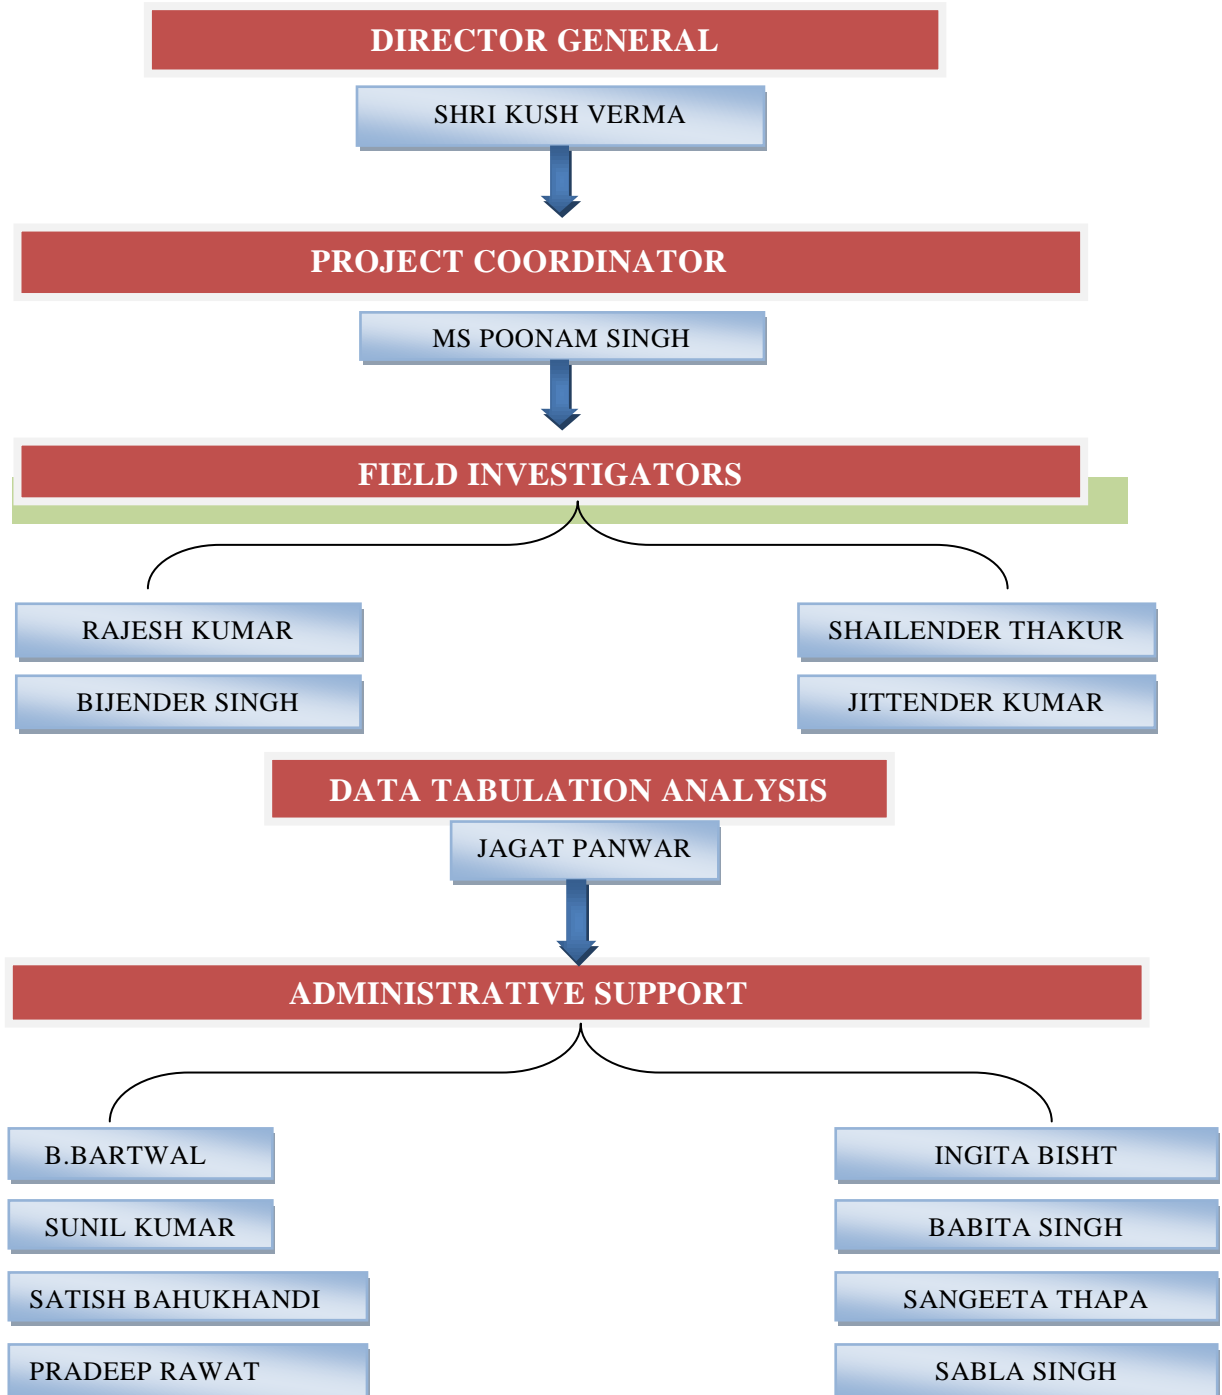 DIRECTOR GENERAL
SHRI KUSH VERMA
PROJECT COORDINATOR
MS POONAM SINGH
FIELD INVESTIGATORS
RAJESH KUMAR
SHAILENDER THAKUR
BIJENDER SINGH
JITTENDER KUMAR
DATA TABULATION ANALYSIS
JAGAT PANWAR
ADMINISTRATIVE SUPPORT
B.BARTWAL
INGITA BISHT
SUNIL KUMAR
BABITA SINGH
SATISH BAHUKHANDI
SANGEETA THAPA
PRADEEP RAWAT
SABLA SINGH